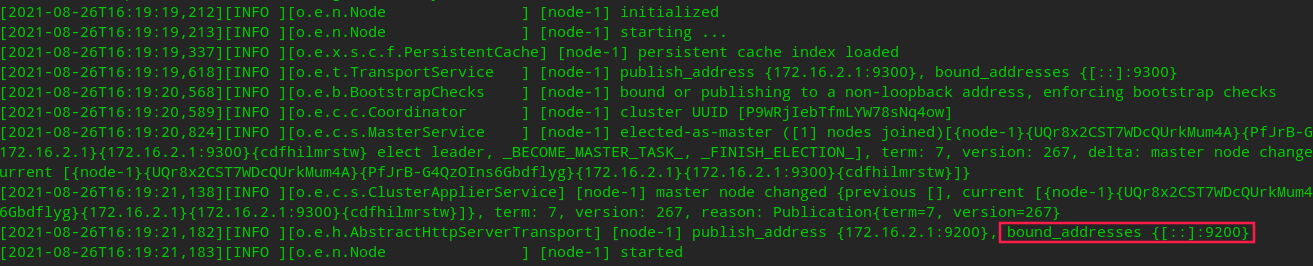 [2021-08-26T16:19:19,212][INFO ][o.e.n.Node               ] [node-1] initialized
[2021-08-26T16:19:19,213][INFO ][o.e.n.Node               ] [node-1] starting ...
[2021-08-26T16:19:19,337][INFO ][o.e.x.s.c.f.PersistentCache] [node-1] persistent cache index loaded
[2021-08-26T16:19:19,618][INFO ][o.e.t.TransportService   ] [node-1] publish_address {172.16.2.1:9300}, bound_addresses {[::]:9300}
[2021-08-26T16:19:20,568][INFO ][o.e.b.BootstrapChecks    ] [node-1] bound or publishing to a non-loopback address, enforcing bootstrap checks
[2021-08-26T16:19:20,589][INFO ][o.e.c.c.Coordinator      ] [node-1] cluster UUID [P9WRjIebTfmLYW78sNq4ow]
[2021-08-26T16:19:20,824][INFO ][o.e.c.s.MasterService    ] [node-1] elected-as-master ([1] nodes joined)[{node-1}{UQr8x2CST7WDcQUrkMum4A}{PfJrB-G
172.16.2.1}{172.16.2.1:9300}{cdfhilmrstw} elect leader, _BECOME_MASTER_TASK_, _FINISH_ELECTION_], term: 7, version: 267, delta: master node change
urrent [{node-1}{UQr8x2CST7WDcQUrkMum4A}{PfJrB-G4QzOIns6Gbdflyg}{172.16.2.1}{172.16.2.1:9300}{cdfhilmrstw}]}
[2021-08-26T16:19:21,138][INFO ][o.e.c.s.ClusterApplierService] [node-1] master node changed {previous [], current [{node-1}{UQr8x2CST7WDcQUrkMum4
6Gbdflyg}{172.16.2.1}{172.16.2.1:9300}{cdfhilmrstw}]}, term: 7, version: 267, reason: Publication{term=7, version=267}
[2021-08-26T16:19:21,182][INFO ][o.e.h.AbstractHttpServerTransport] [node-1] publish_address {172.16.2.1:9200}, bound_addresses {[::]:9200}
[2021-08-26T16:19:21,183][INFO ][o.e.n.Node               ] [node-1] started